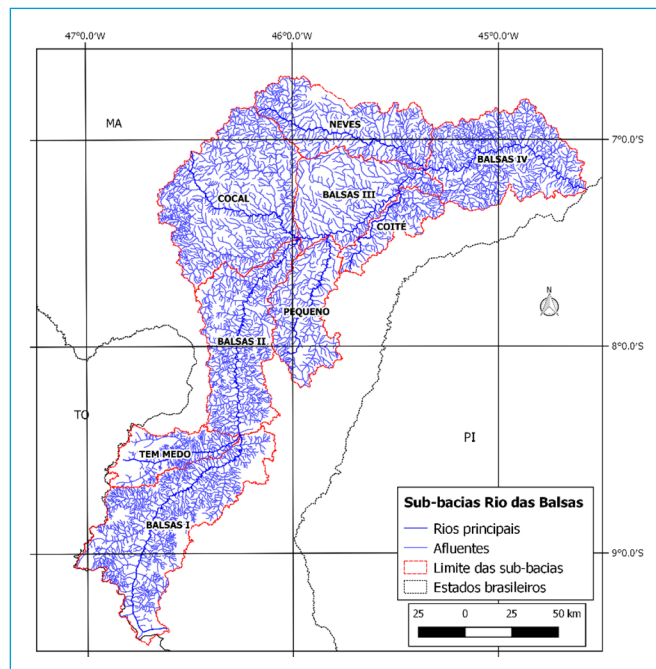 47°0.0'W 46°0.0'W 45°0.0'W
MA
NEVES
7°0.0'S
BALSAS IV
BALSAS III
COCAL
COITÉ
N
PEQUENO
BALSAS II
8°0.0'S
TO
PI
TEM MEDO
Sub-bacias Rio das Balsas
BALSAS I
Rios principais
Afluentes
9°0.0'S
Limite das sub-bacias
Estados brasileiros
25 0 25 50 km